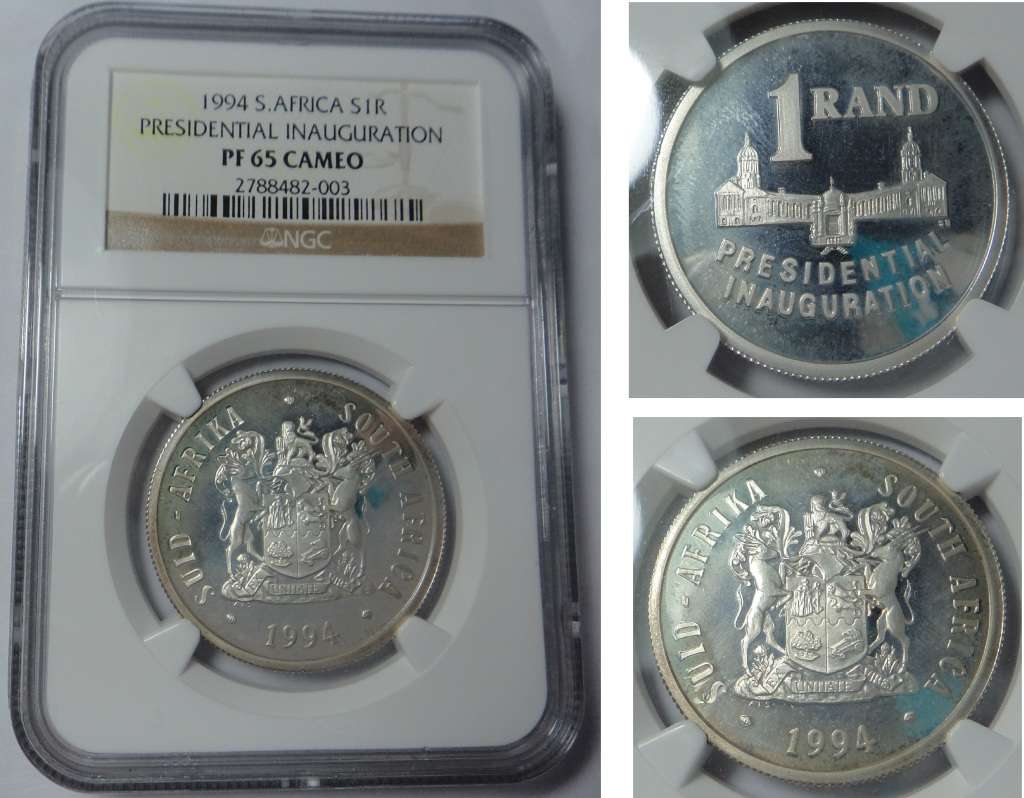 1994 S.AFRICA S1R
PRESIDENTIAL INAUGURATION
PF 65 CAMEO
2788482-003
NGC
SUID-AFRIKA
SOUTH AFRICA
1994
1 RAND
PRESIDENTIAL
INAUGURATION
SUID-AFRIKA
SOUTH AFRICA
1994